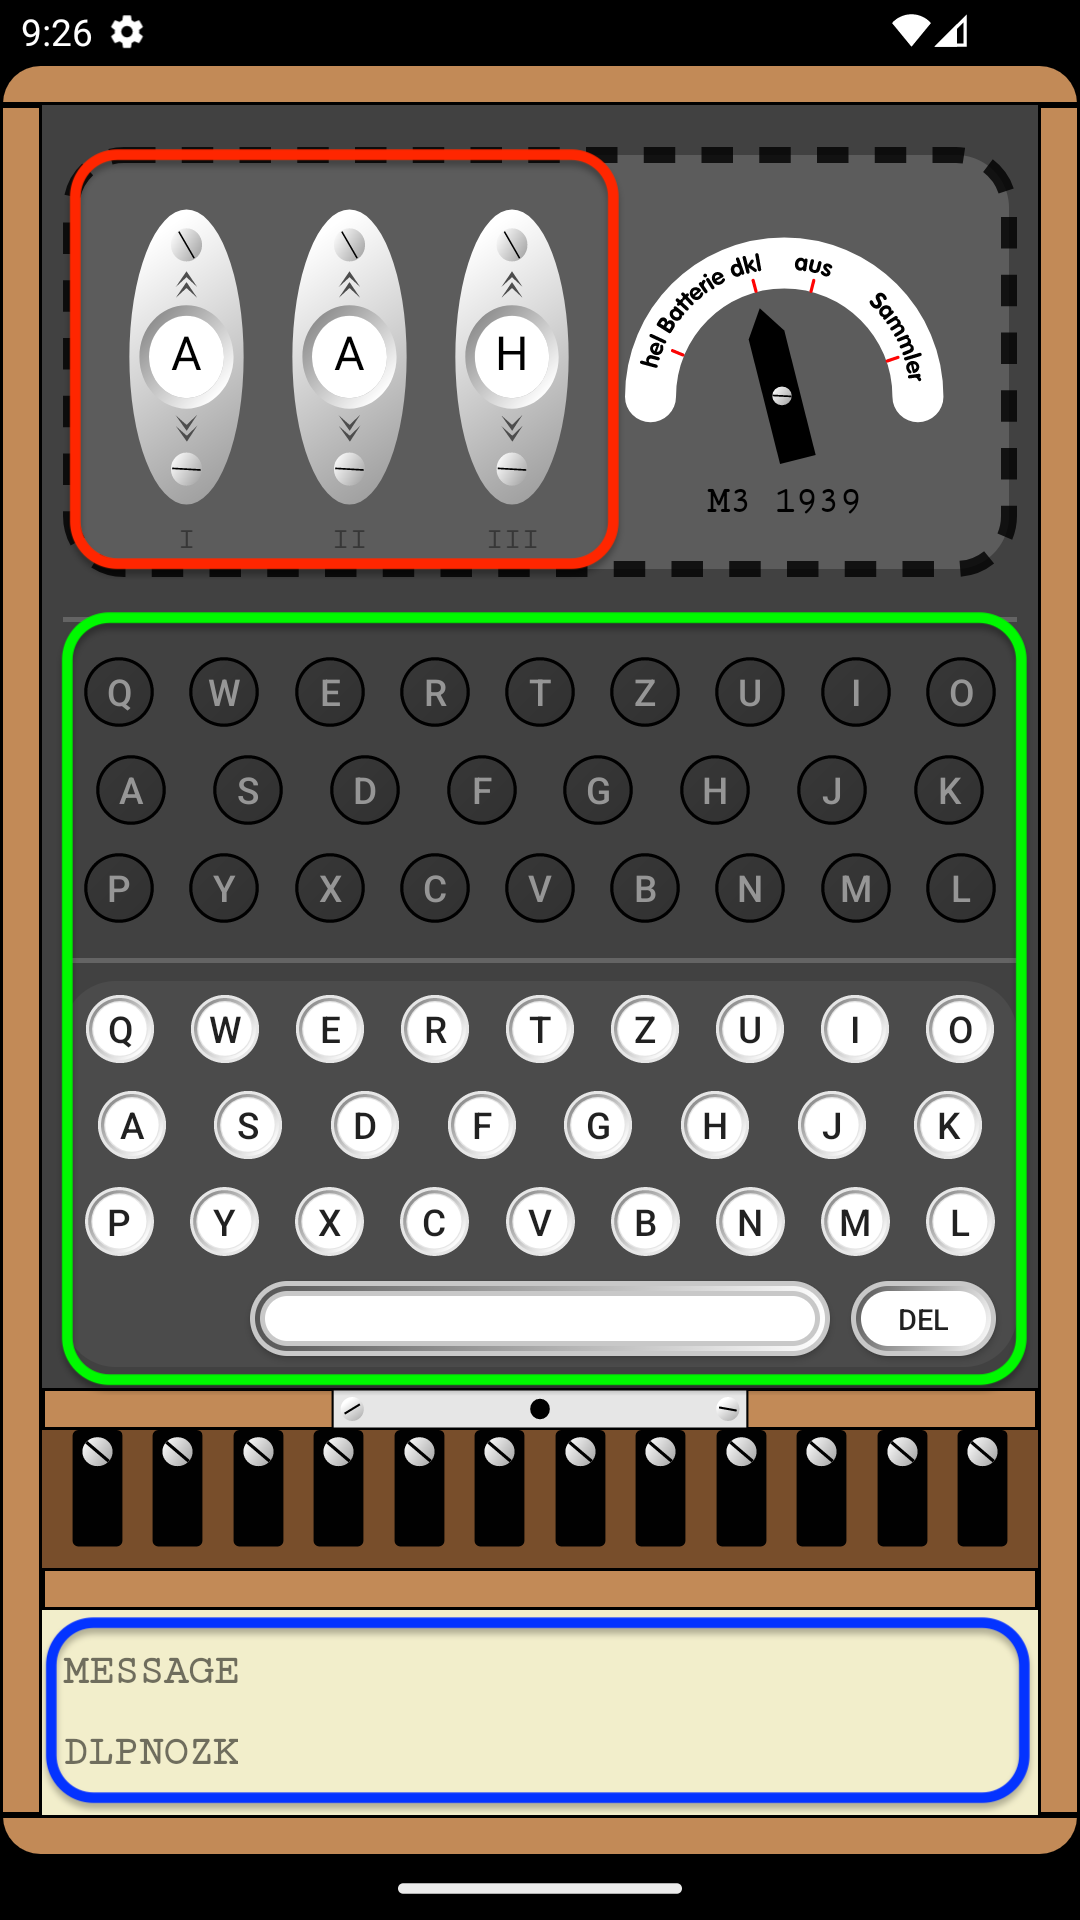 9:26
A A H
I II III
hel Batterie dkl aus Sammler
M3 1939
Q W E R T Z U I O
A S D F G H J K
P Y X C V B N M L
Q W E R T Z U I O
A S D F G H J K
P Y X C V B N M L
DEL
MESSAGE
DLPNOZK